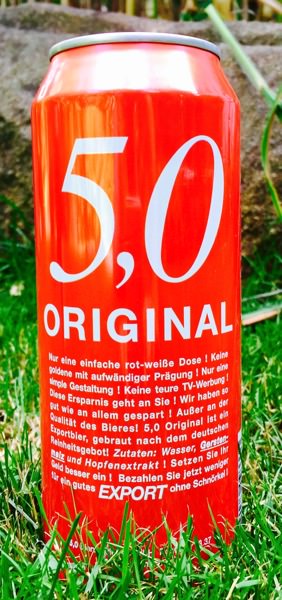 5,0
ORIGINAL
Nur eine einfache rot-weiße Dose ! Keine
goldene mit aufwändiger Prägung ! Nur eine
simple Gestaltung ! Keine teure TV-Werbung !
Diese Ersparnis geht an Sie ! Wir haben so
gut wie an allem gespart ! Außer an der
Qualität des Bieres! 5,0 Original ist ein
Exportbier, gebraut nach dem deutschen
Reinheitsgebot! Zutaten: Wasser, Gersten-
malz und Hopfenextrakt ! Setzen Sie Ihr
Geld besser ein ! Bezahlen Sie jetzt weniger
für ein gutes EXPORT ohne Schnörkel !